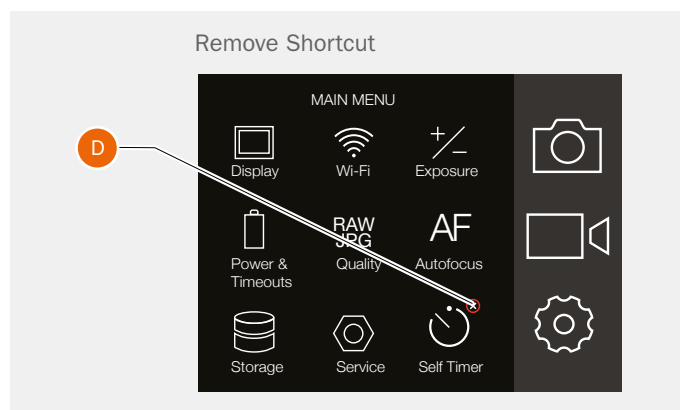 Remove Shortcut
MAIN MENU
D
Display
Wi-Fi
Exposure
RAW
JPG
AF
Power &
Timeouts
Quality
Autofocus
Storage
Service
Self Timer